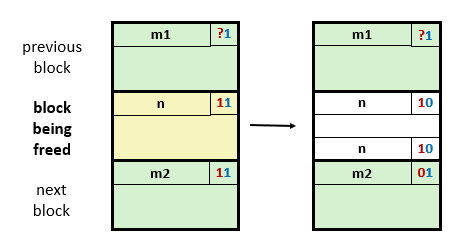 m1 ?1 m1 ?1
previous
block
block
being
freed
n 11 n 10
n 10
m2 11 m2 01
next
block